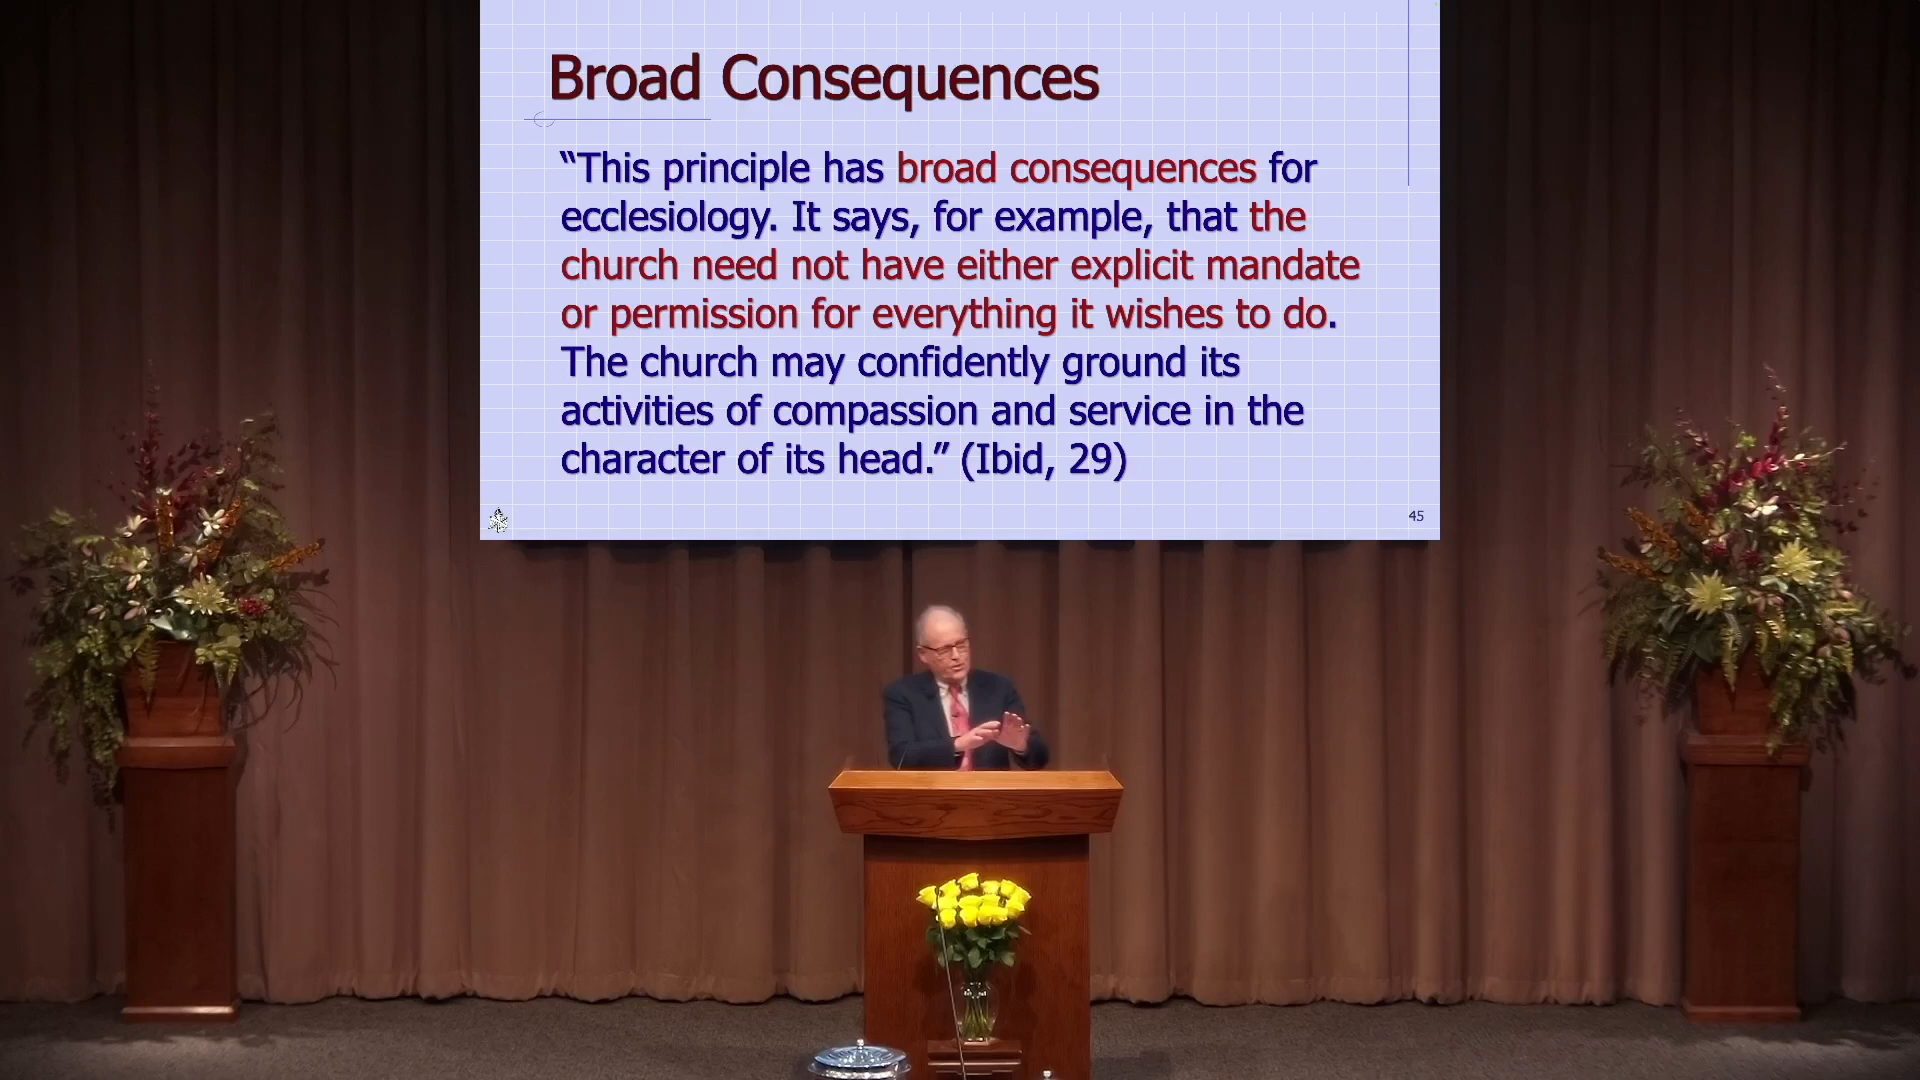 Broad Consequences
“This principle has broad consequences for
ecclesiology. It says, for example, that the
church need not have either explicit mandate
or permission for everything it wishes to do.
The church may confidently ground its
activities of compassion and service in the
character of its head.” (Ibid, 29)
45